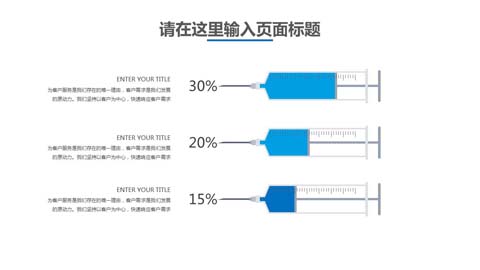 请在这里输入页面标题
ENTER YOUR TITLE
为客户服务是我们存在的唯一理由，客户需求是我们发展
的原动力。我们坚持以客户为中心，快速响应客户需求
30%
ENTER YOUR TITLE
为客户服务是我们存在的唯一理由，客户需求是我们发展
的原动力。我们坚持以客户为中心，快速响应客户需求
20%
ENTER YOUR TITLE
为客户服务是我们存在的唯一理由，客户需求是我们发展
的原动力。我们坚持以客户为中心，快速响应客户需求
15%